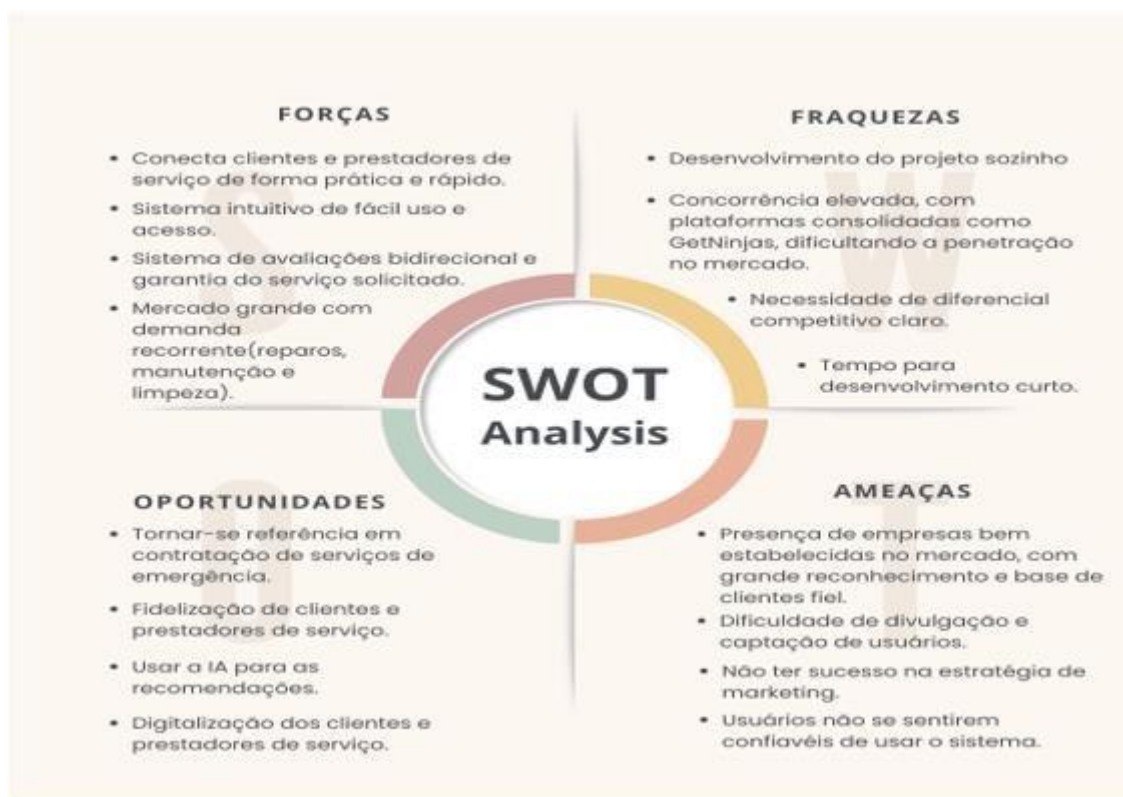 FORÇAS
• Conecta clientes e prestadores de
serviço de forma prática e rápido.
• Sistema intuitivo de fácil uso e
acesso.
• Sistema de avaliações bidirecional e
garantia do serviço solicitado.
• Mercado grande com
demanda
recorrente(reparos,
manutenção e
limpeza).
FRAQUEZAS
• Desenvolvimento do projeto sozinho
• Concorrência elevada, com
plataformas consolidadas como
GetNinjas, dificultando a penetração
no mercado.
• Necessidade de diferencial
competitivo claro.
• Tempo para
desenvolvimento curto.
SWOT
Analysis
OPORTUNIDADES
• Tornar-se referência em
contratação de serviços de
emergência.
• Fidelização de clientes e
prestadores de serviço.
• Usar a IA para as
recomendações.
• Digitalização dos clientes e
prestadores de serviço.
AMEAÇAS
• Presença de empresas bem
estabelecidas no mercado, com
grande reconhecimento e base de
clientes fiel.
• Dificuldade de divulgação e
captação de usuários.
• Não ter sucesso na estratégia de
marketing.
• Usuários não se sentirem
confiavéis de usar o sistema.
S
W
O
T